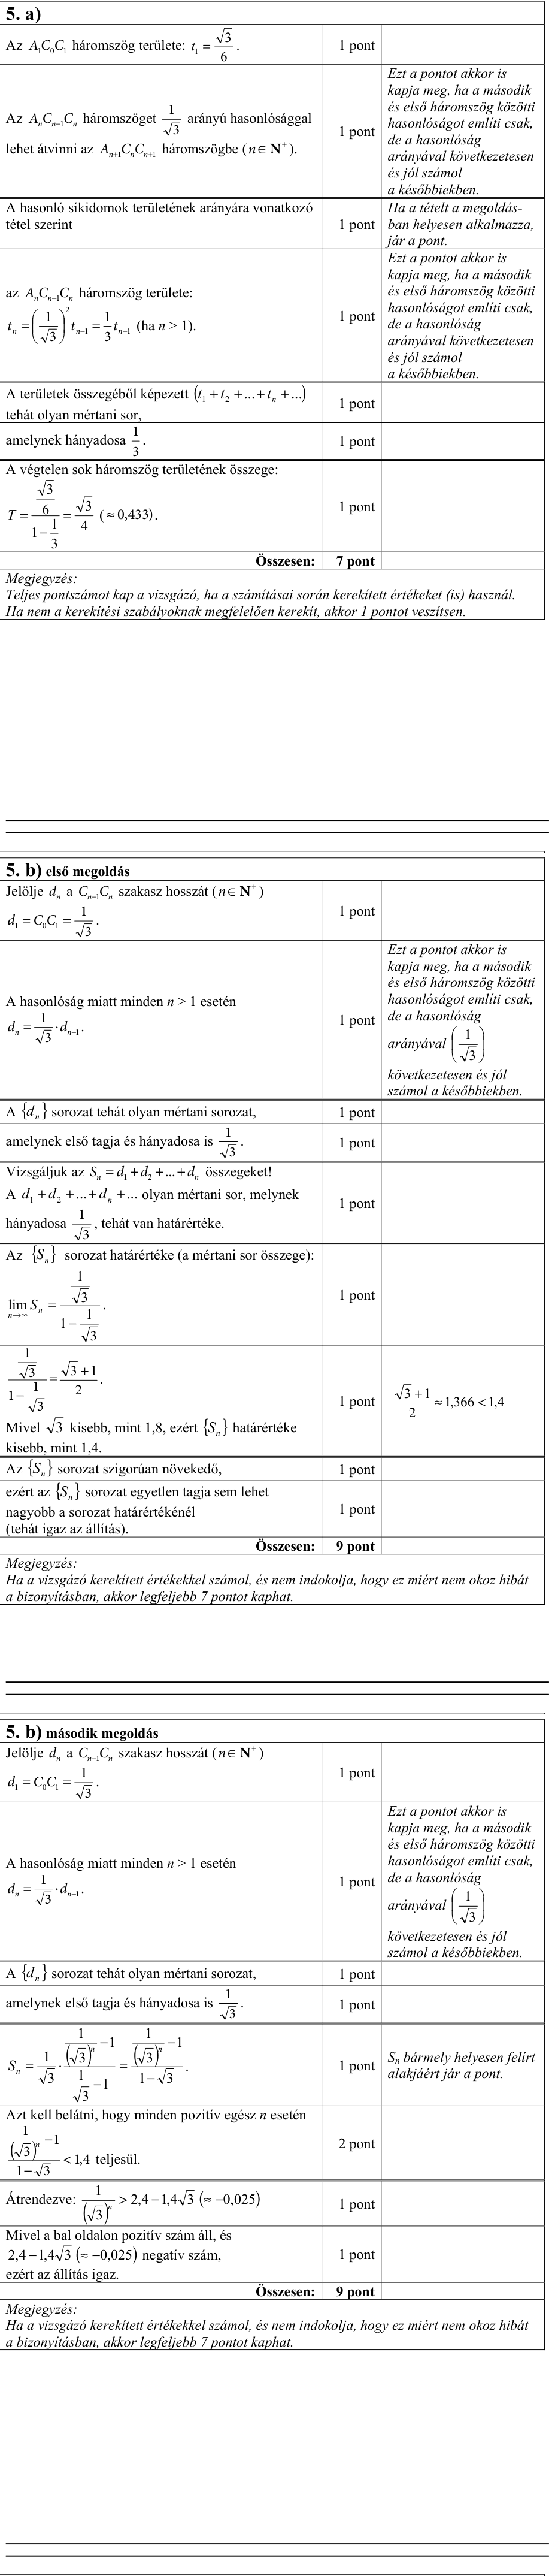 5. a)
Az A₁C₀C₁ háromszög területe: t₁ = √3/6 .
1 pont
Az AₙCₙ₋₁Cₙ háromszöget 1/√3 arányú hasonlósággal
lehet átvinni az Aₙ₊₁CₙCₙ₊₁ háromszögbe (n∈ N⁺).
1 pont
Ezt a pontot akkor is
kapja meg, ha a második
és első háromszög közötti
hasonlóságot említi csak,
de a hasonlóság
arányával következetesen
és jól számol
a későbbiekben.
A hasonló síkidomok területének arányára vonatkozó
tétel szerint
1 pont
Ha a tételt a megoldás-
ban helyesen alkalmazza,
jár a pont.
az AₙCₙ₋₁Cₙ háromszög területe:
tₙ = (1/√3)² tₙ₋₁ = 1/3 tₙ₋₁ (ha n > 1).
1 pont
Ezt a pontot akkor is
kapja meg, ha a második
és első háromszög közötti
hasonlóságot említi csak,
de a hasonlóság
arányával következetesen
és jól számol
a későbbiekben.
A területek összegéből képezett (t₁ + t₂ + ... + tₙ + ...)
tehát olyan mértani sor,
1 pont
amelynek hányadosa 1/3 .
1 pont
A végtelen sok háromszög területének összege:
T = (√3/6)/(1 − 1/3) = √3/4 (≈ 0,433).
1 pont
Összesen: 7 pont
Megjegyzés:
Teljes pontszámot kap a vizsgázó, ha a számításai során kerekített értékeket (is) használ.
Ha nem a kerekítési szabályoknak megfelelően kerekít, akkor 1 pontot veszítsen.
5. b) első megoldás
Jelölje dₙ a Cₙ₋₁Cₙ szakasz hosszát (n∈ N⁺)
d₁ = C₀C₁ = 1/√3 .
1 pont
A hasonlóság miatt minden n > 1 esetén
dₙ = 1/√3 · dₙ₋₁.
1 pont
Ezt a pontot akkor is
kapja meg, ha a második
és első háromszög közötti
hasonlóságot említi csak,
de a hasonlóság
arányával (1/√3)
következetesen és jól
számol a későbbiekben.
A {dₙ} sorozat tehát olyan mértani sorozat,
1 pont
amelynek első tagja és hányadosa is 1/√3 .
1 pont
Vizsgáljuk az Sₙ = d₁ + d₂ + ... + dₙ összegeket!
A d₁ + d₂ + ... + dₙ + ... olyan mértani sor, melynek
hányadosa 1/√3 , tehát van határértéke.
1 pont
Az {Sₙ} sorozat határértéke (a mértani sor összege):
lim n→∞ Sₙ = (1/√3)/(1 − 1/√3) .
1 pont
(1/√3)/(1 − 1/√3) = (√3 + 1)/2 .
Mivel √3 kisebb, mint 1,8, ezért {Sₙ} határértéke
kisebb, mint 1,4.
1 pont
(√3 + 1)/2 ≈ 1,366 < 1,4
Az {Sₙ} sorozat szigorúan növekedő,
1 pont
ezért az {Sₙ} sorozat egyetlen tagja sem lehet
nagyobb a sorozat határértékénél
(tehát igaz az állítás).
1 pont
Összesen: 9 pont
Megjegyzés:
Ha a vizsgázó kerekített értékekkel számol, és nem indokolja, hogy ez miért nem okoz hibát
a bizonyításban, akkor legfeljebb 7 pontot kaphat.
5. b) második megoldás
Jelölje dₙ a Cₙ₋₁Cₙ szakasz hosszát (n∈ N⁺)
d₁ = C₀C₁ = 1/√3 .
1 pont
A hasonlóság miatt minden n > 1 esetén
dₙ = 1/√3 · dₙ₋₁.
1 pont
Ezt a pontot akkor is
kapja meg, ha a második
és első háromszög közötti
hasonlóságot említi csak,
de a hasonlóság
arányával (1/√3)
következetesen és jól
számol a későbbiekben.
A {dₙ} sorozat tehát olyan mértani sorozat,
1 pont
amelynek első tagja és hányadosa is 1/√3 .
1 pont
Sₙ = 1/√3 · (1/(√3)ⁿ − 1)/(1/√3 − 1) = (1/(√3)ⁿ − 1)/(1 − √3) .
1 pont
Sₙ bármely helyesen felírt
alakjáért jár a pont.
Azt kell belátni, hogy minden pozitív egész n esetén
(1/(√3)ⁿ − 1)/(1 − √3) < 1,4 teljesül.
2 pont
Átrendezve: 1/(√3)ⁿ > 2,4 − 1,4√3 (≈ −0,025)
1 pont
Mivel a bal oldalon pozitív szám áll, és
2,4 − 1,4√3 (≈ −0,025) negatív szám,
ezért az állítás igaz.
1 pont
Összesen: 9 pont
Megjegyzés:
Ha a vizsgázó kerekített értékekkel számol, és nem indokolja, hogy ez miért nem okoz hibát
a bizonyításban, akkor legfeljebb 7 pontot kaphat.